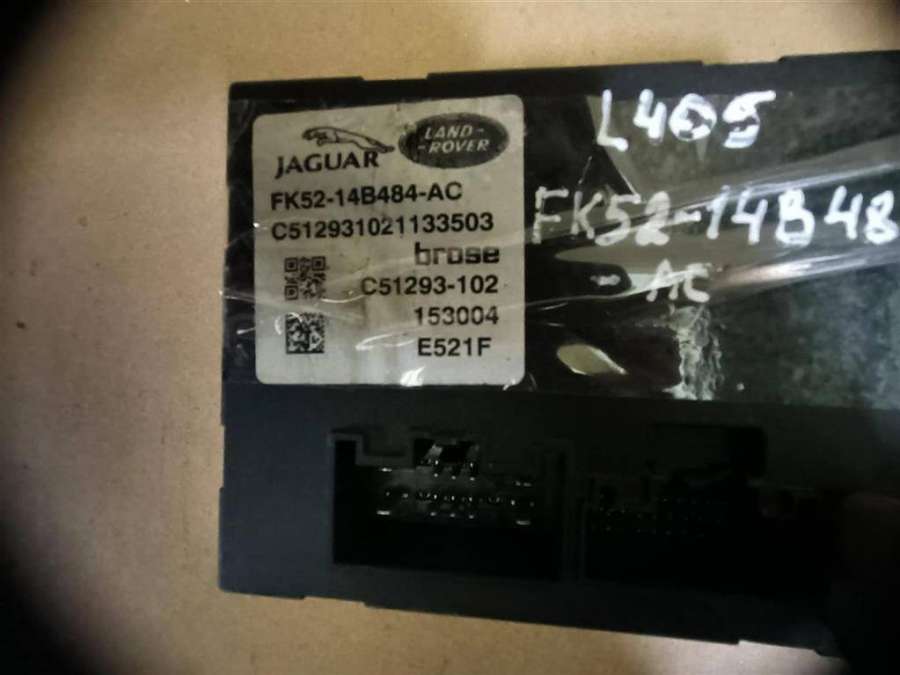 JAGUAR
LAND-
-ROVER
FK52-14B484-AC
C512931021133503
brose
C51293-102
153004
E521F
L405
FK52-14B48
- AC